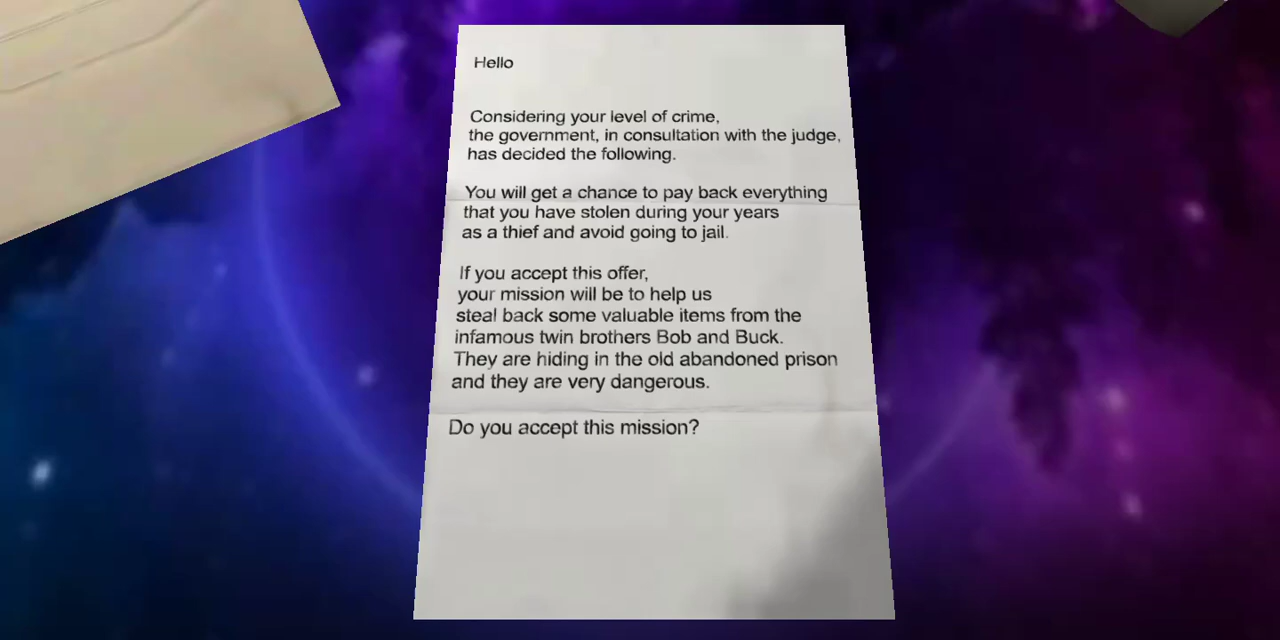 Hello
Considering your level of crime,
the government, in consultation with the judge,
has decided the following.
You will get a chance to pay back everything
that you have stolen during your years
as a thief and avoid going to jail.
If you accept this offer,
your mission will be to help us
steal back some valuable items from the
infamous twin brothers Bob and Buck.
They are hiding in the old abandoned prison
and they are very dangerous.
Do you accept this mission?